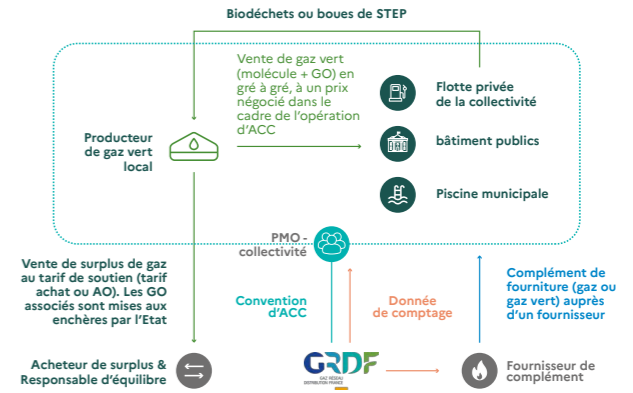 Biodéchets ou boues de STEP
Vente de gaz vert
(molécule + GO) en
gré à gré, à un prix
négocié dans le
cadre de l'opération
d'ACC
Flotte privée
de la collectivité
Producteur
de gaz vert
local
bâtiment publics
Piscine municipale
PMO -
collectivité
Vente de surplus de gaz
au tarif de soutien (tarif
achat ou AO). Les GO
associés sont mises aux
enchères par l'Etat
Convention
d'ACC
Donnée
de comptage
Complément de
fourniture (gaz ou
gaz vert) auprès
d'un fournisseur
Acheteur de surplus &
Responsable d'équilibre
GRDF
GAZ RÉSEAU
DISTRIBUTION FRANCE
Fournisseur de
complément